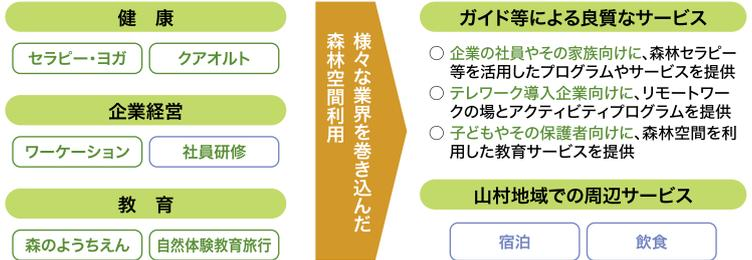 健　康
セラピー・ヨガ
クアオルト
企業経営
ワーケーション
社員研修
教　育
森のようちえん
自然体験教育旅行
様々な業界を巻き込んだ
森林空間利用
ガイド等による良質なサービス
○ 企業の社員やその家族向けに、森林セラピー
等を活用したプログラムやサービスを提供
○ テレワーク導入企業向けに、リモートワー
クの場とアクティビティプログラムを提供
○ 子どもやその保護者向けに、森林空間を利
用した教育サービスを提供
山村地域での周辺サービス
宿泊
飲食